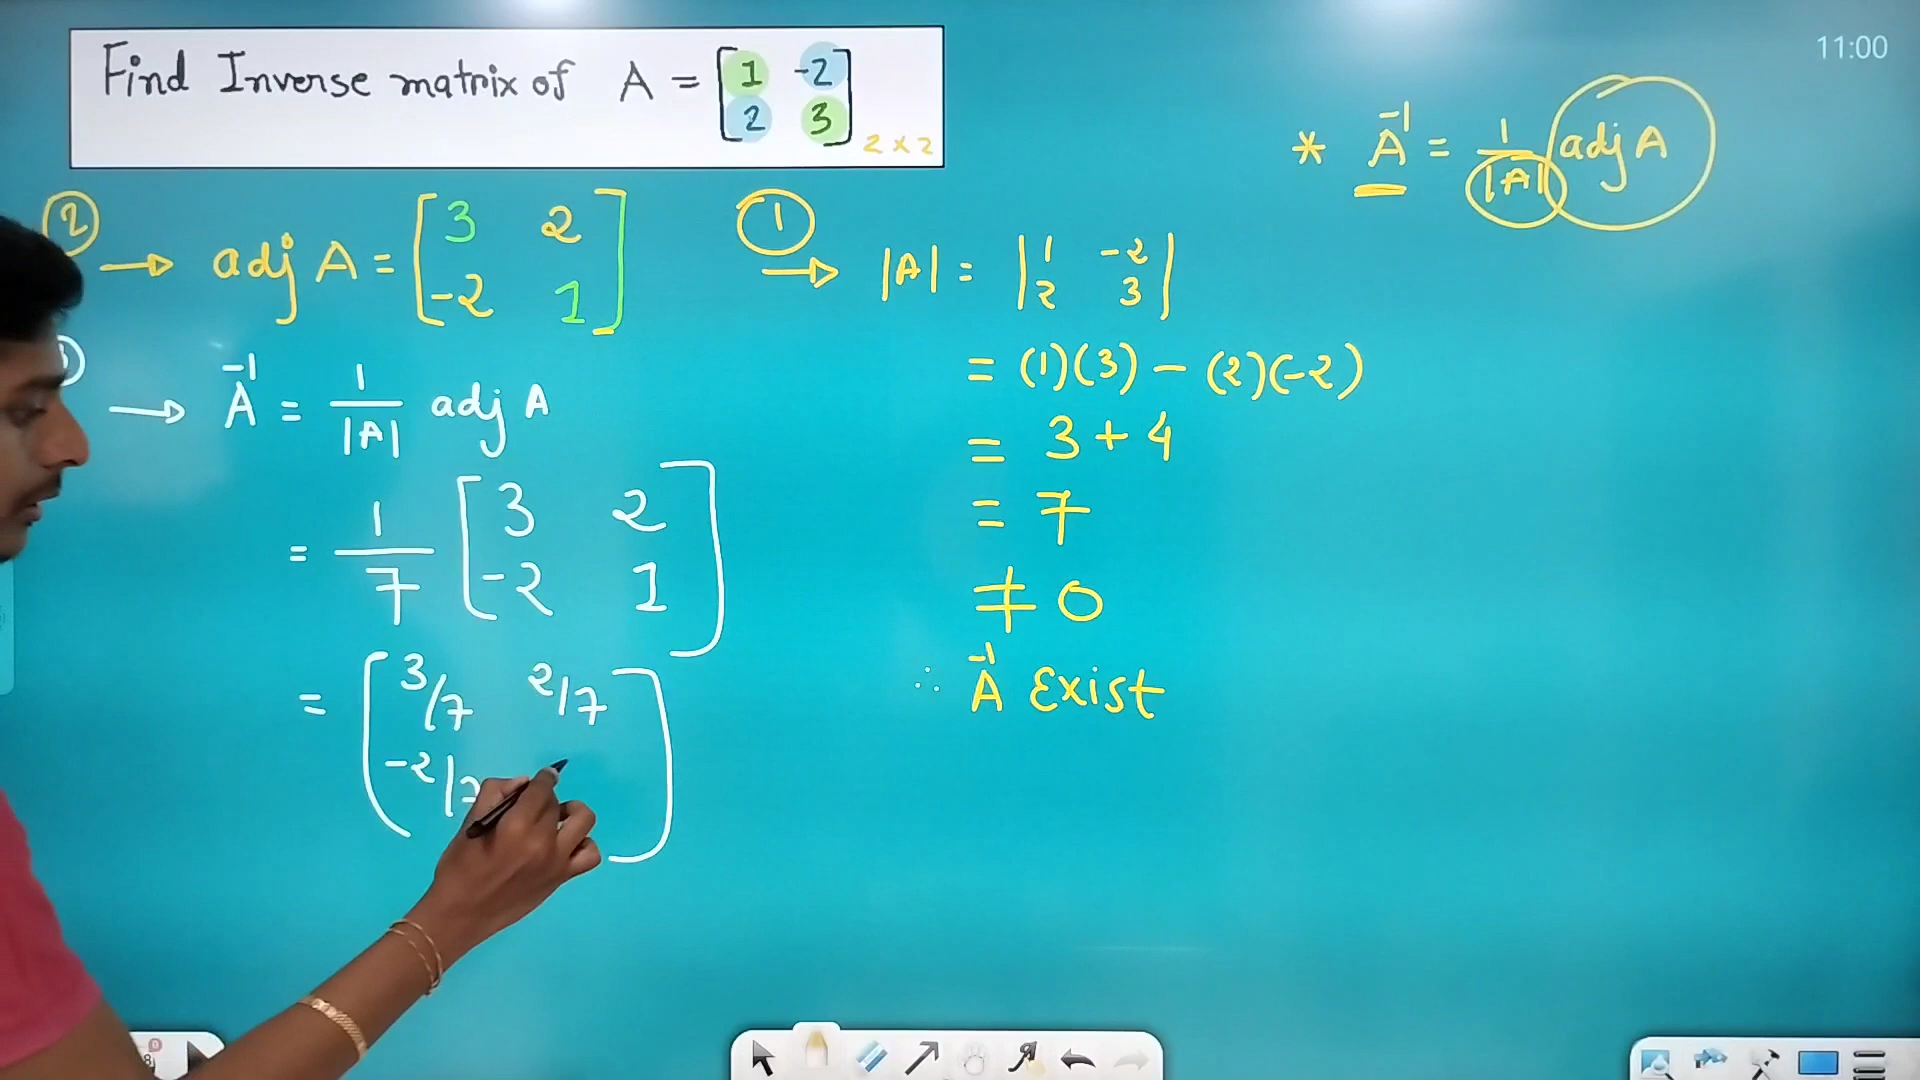 Find Inverse matrix of A = [1 -2
2 3] 2 x 2
11:00
* A⁻¹ = 1/|A| adj A
② → adj A = [3 2
-2 1]
① → |A| = |1 -2
2 3|
= (1)(3) - (2)(-2)
= 3 + 4
= 7
≠ 0
∴ A⁻¹ Exist
→ A⁻¹ = 1/|A| adj A
= 1/7 [3 2
-2 1]
= [3/7 2/7
-2/7